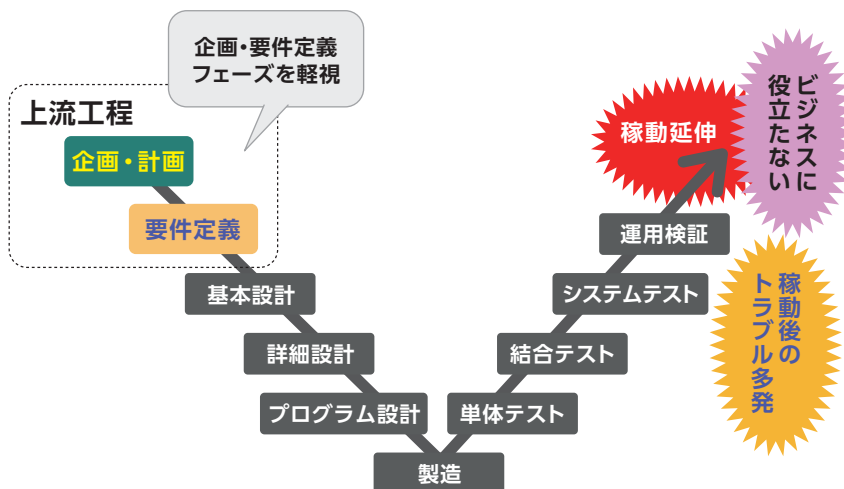 企画・要件定義
フェーズを軽視
上流工程
企画・計画
要件定義
基本設計
詳細設計
プログラム設計
製造
単体テスト
結合テスト
システムテスト
運用検証
稼動延伸
ビジネスに
役立たない
稼動後の
トラブル多発